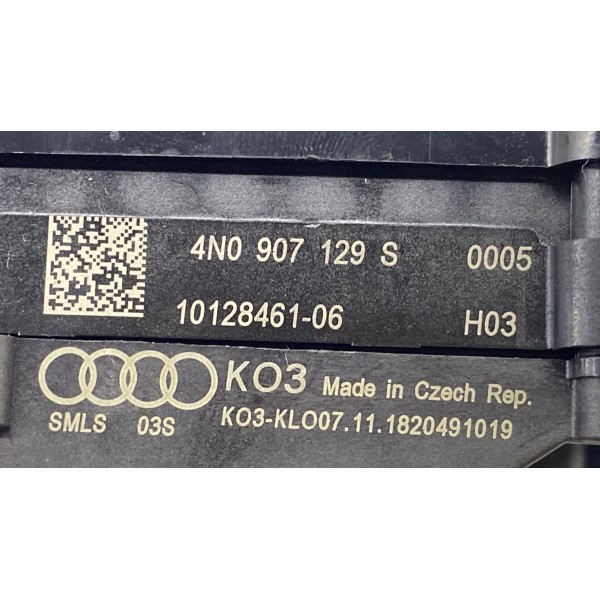 4N0 907 129 S 0005
10128461-06 H03
KO3 Made in Czech Rep.
SMLS 03S KO3-KLO07.11.1820491019